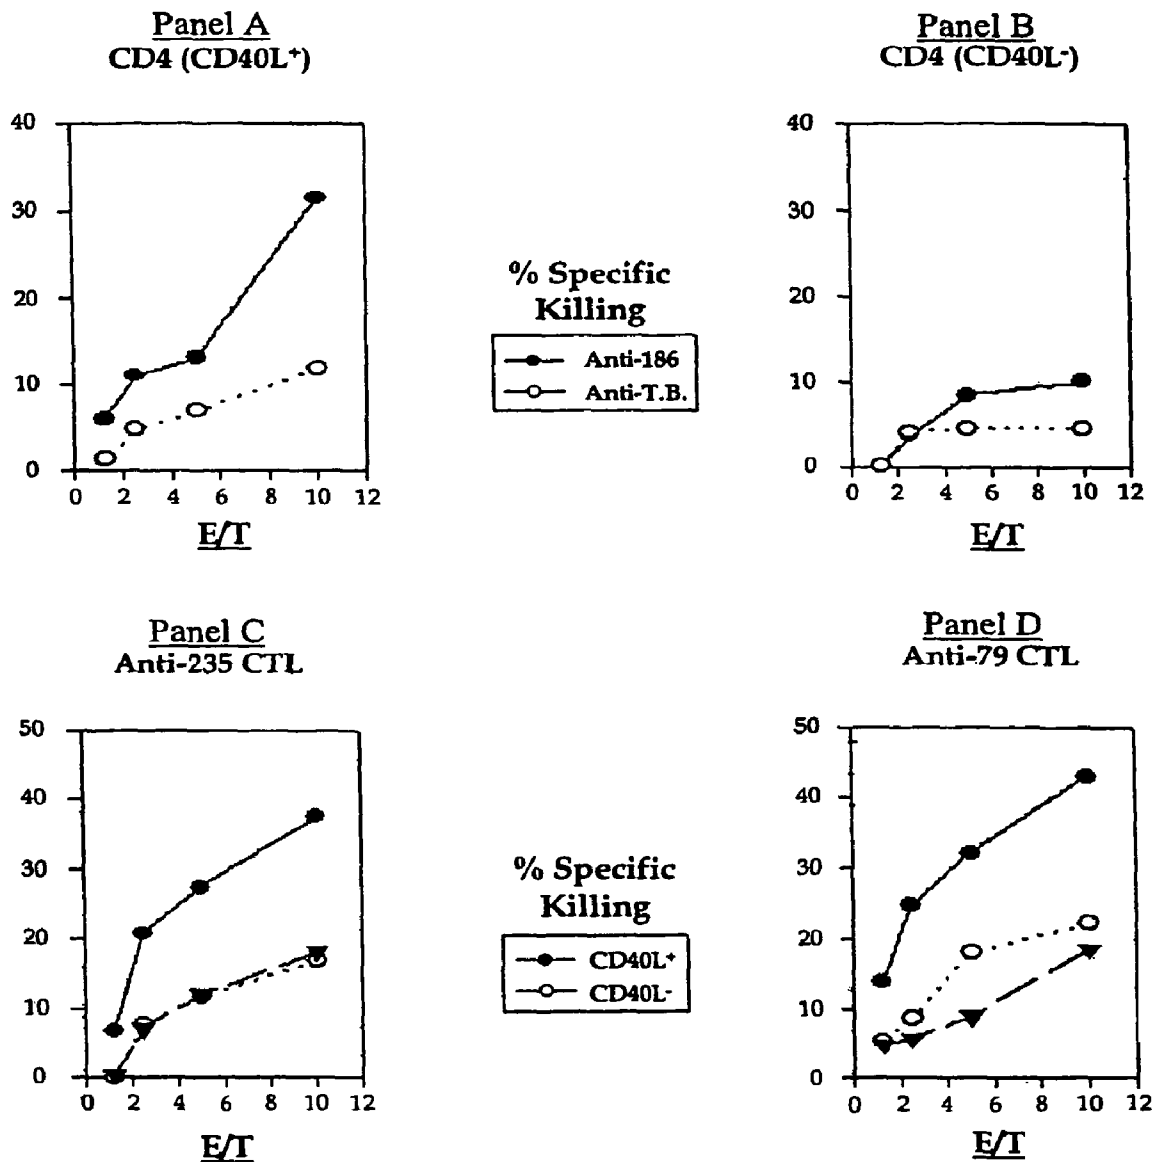 Panel A
CD4 (CD40L⁺)
40
30
20
10
0
0 2 4 6 8 10 12
E/T
Panel B
CD4 (CD40L⁻)
40
30
20
10
0
0 2 4 6 8 10 12
E/T
% Specific
Killing
Anti-186
Anti-T.B.
Panel C
Anti-235 CTL
50
40
30
20
10
0
0 2 4 6 8 10 12
E/T
Panel D
Anti-79 CTL
50
40
30
20
10
0
0 2 4 6 8 10 12
E/T
% Specific
Killing
CD40L⁺
CD40L⁻